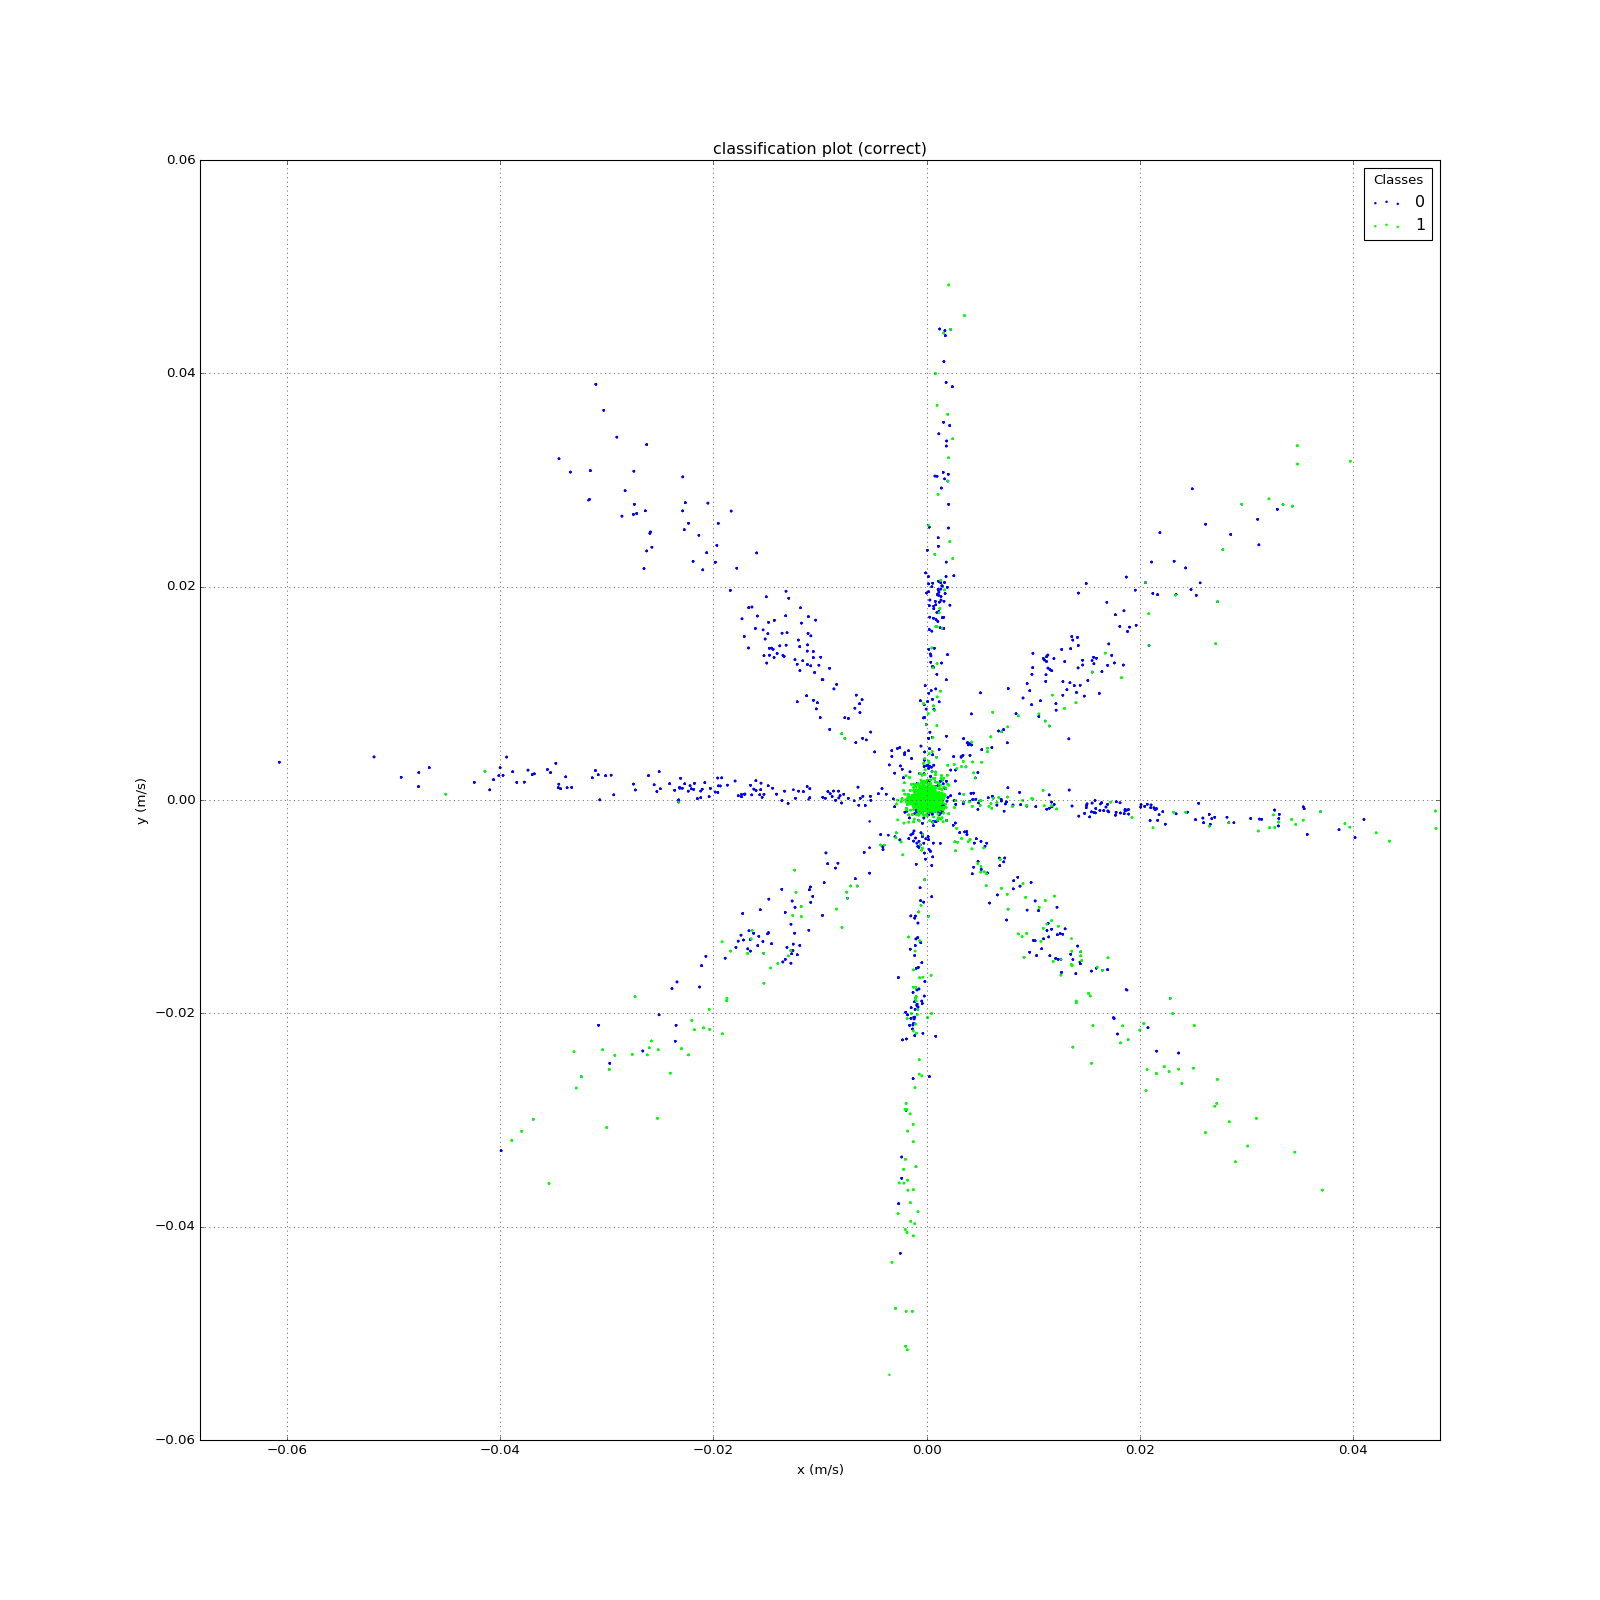 classification plot (correct)
0.06
Classes
0
1
0.04
0.02
y (m/s)
0.00
−0.02
−0.04
−0.06
−0.06 −0.04 −0.02 0.00 0.02 0.04
x (m/s)